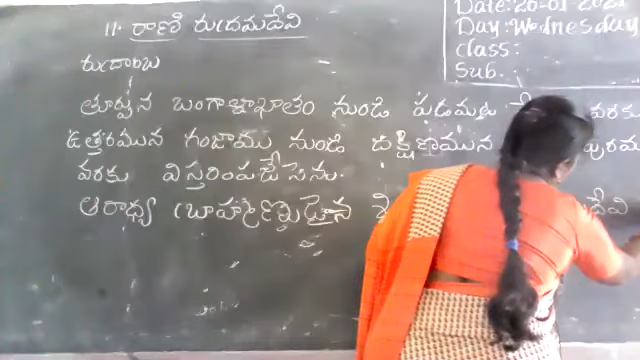 Date: 20-01-2021
Day: Wednesday
Class:
Sub.
11. రాణి రుద్రమదేవి
రుద్రాంబ
తూర్పున బంగాళాఖాతం నుండి పడమట వరకు
ఉత్తరమున గంజాము నుండి దక్షిణమున
వరకు విస్తరింపజేసెను.
ఆరాధ్య బ్రాహ్మణుడైన